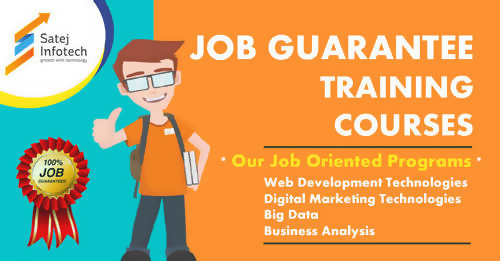 Satej
Infotech
growth with technology
JOB GUARANTEE
TRAINING
COURSES
* Our Job Oriented Programs *
Web Development Technologies
Digital Marketing Technologies
Big Data
Business Analysis
100%
JOB
GUARANTEE